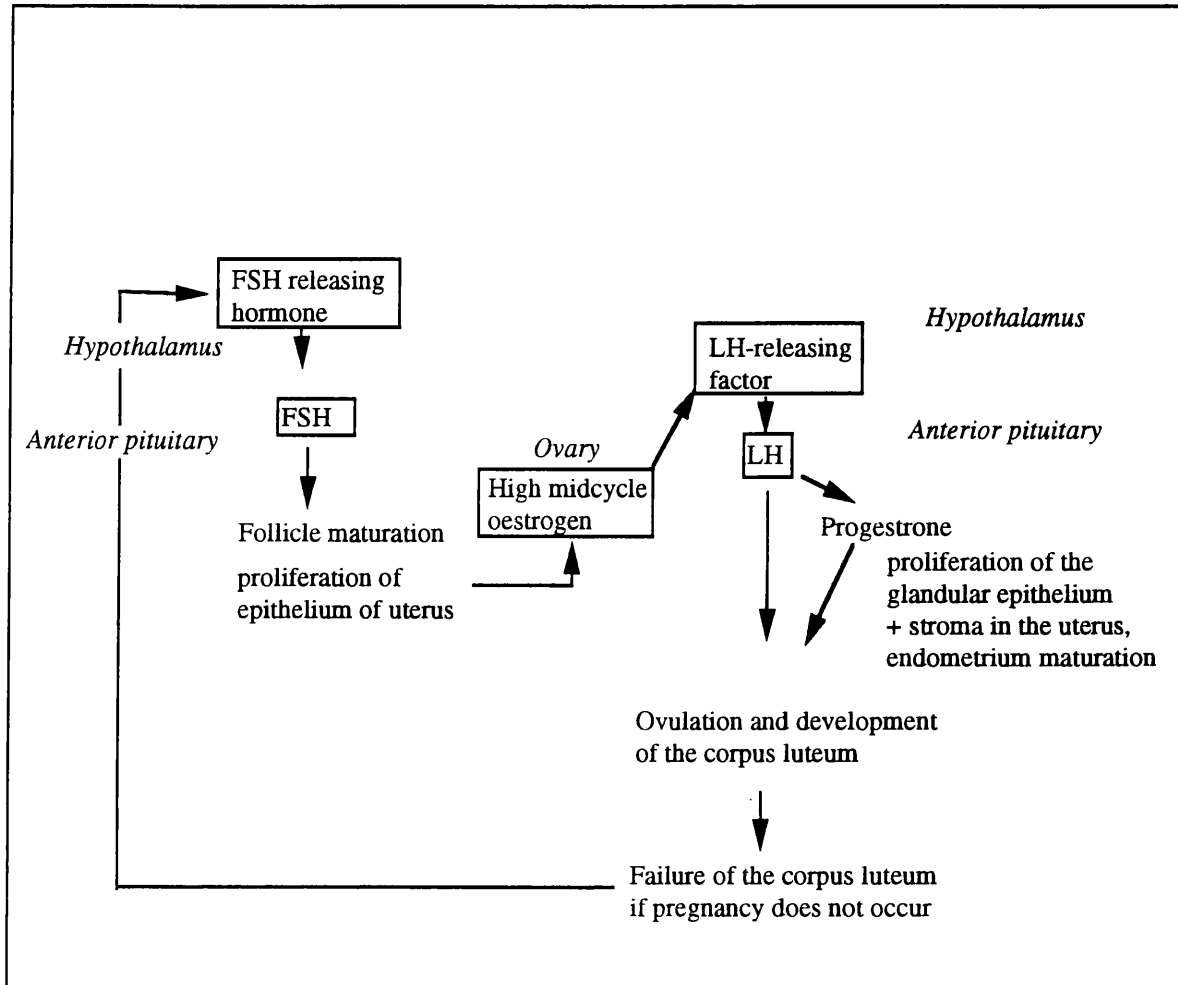 FSH releasing
hormone
Hypothalamus
Anterior pituitary
FSH
Follicle maturation
proliferation of
epithelium of uterus
Ovary
High midcycle
oestrogen
LH-releasing
factor
Hypothalamus
LH
Anterior pituitary
Progestrone
proliferation of the
glandular epithelium
+ stroma in the uterus,
endometrium maturation
Ovulation and development
of the corpus luteum
Failure of the corpus luteum
if pregnancy does not occur